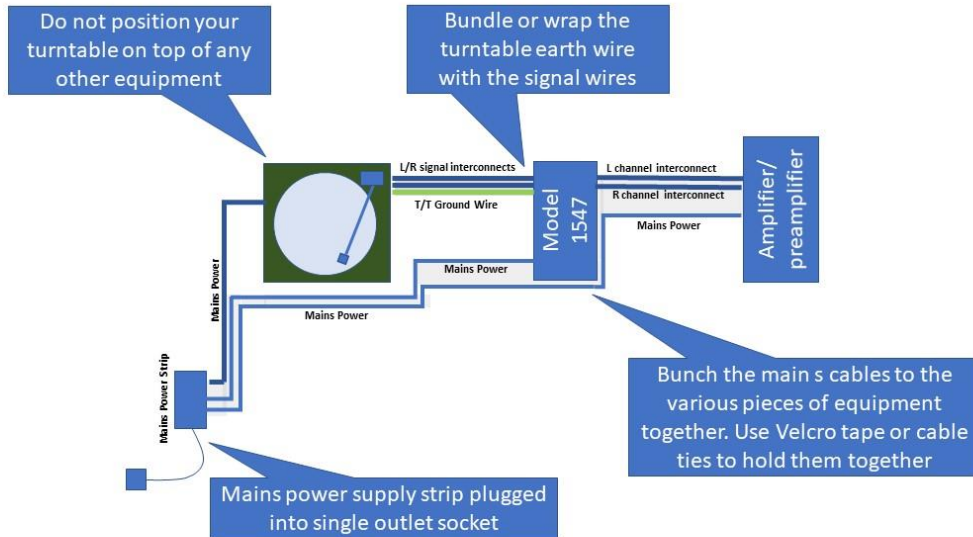 Do not position your
turntable on top of any
other equipment
Bundle or wrap the
turntable earth wire
with the signal wires
L/R signal interconnects
T/T Ground Wire
Model
1547
L channel interconnect
R channel interconnect
Mains Power
Amplifier/
preamplifier
Mains Power
Mains Power
Mains Power
Mains Power Strip
Bunch the main s cables to the
various pieces of equipment
together. Use Velcro tape or cable
ties to hold them together
Mains power supply strip plugged
into single outlet socket